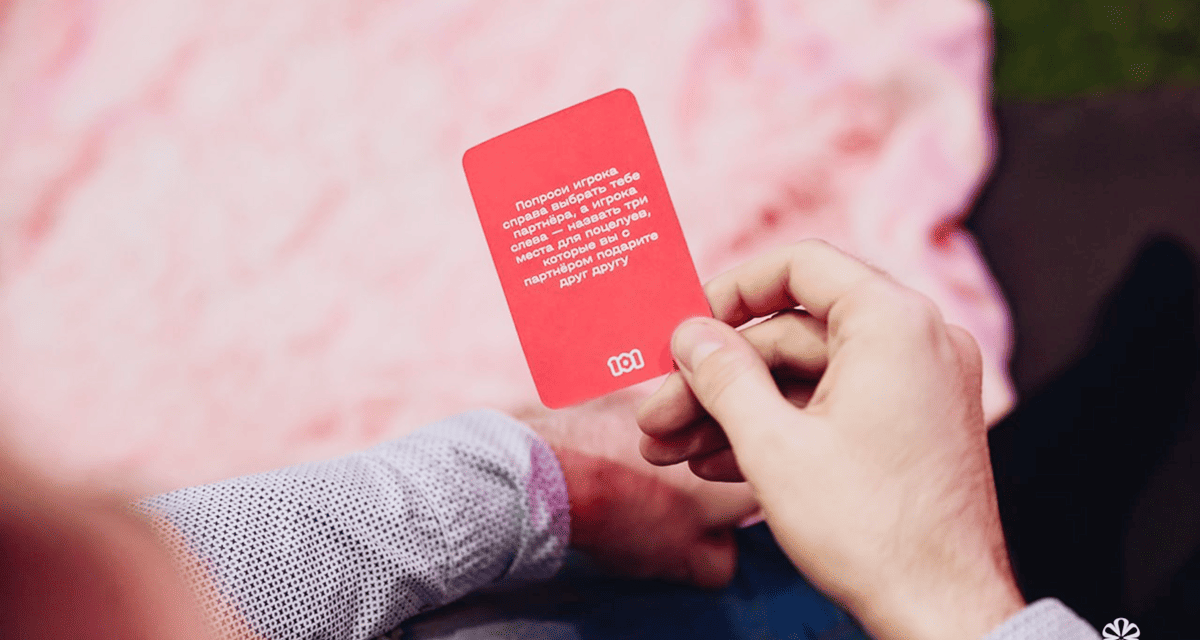 Попроси игрока
справа выбрать тебе
партнёра, а игрока
слева — назвать три
места для поцелуев,
которые вы с
партнёром подарите
друг другу
101